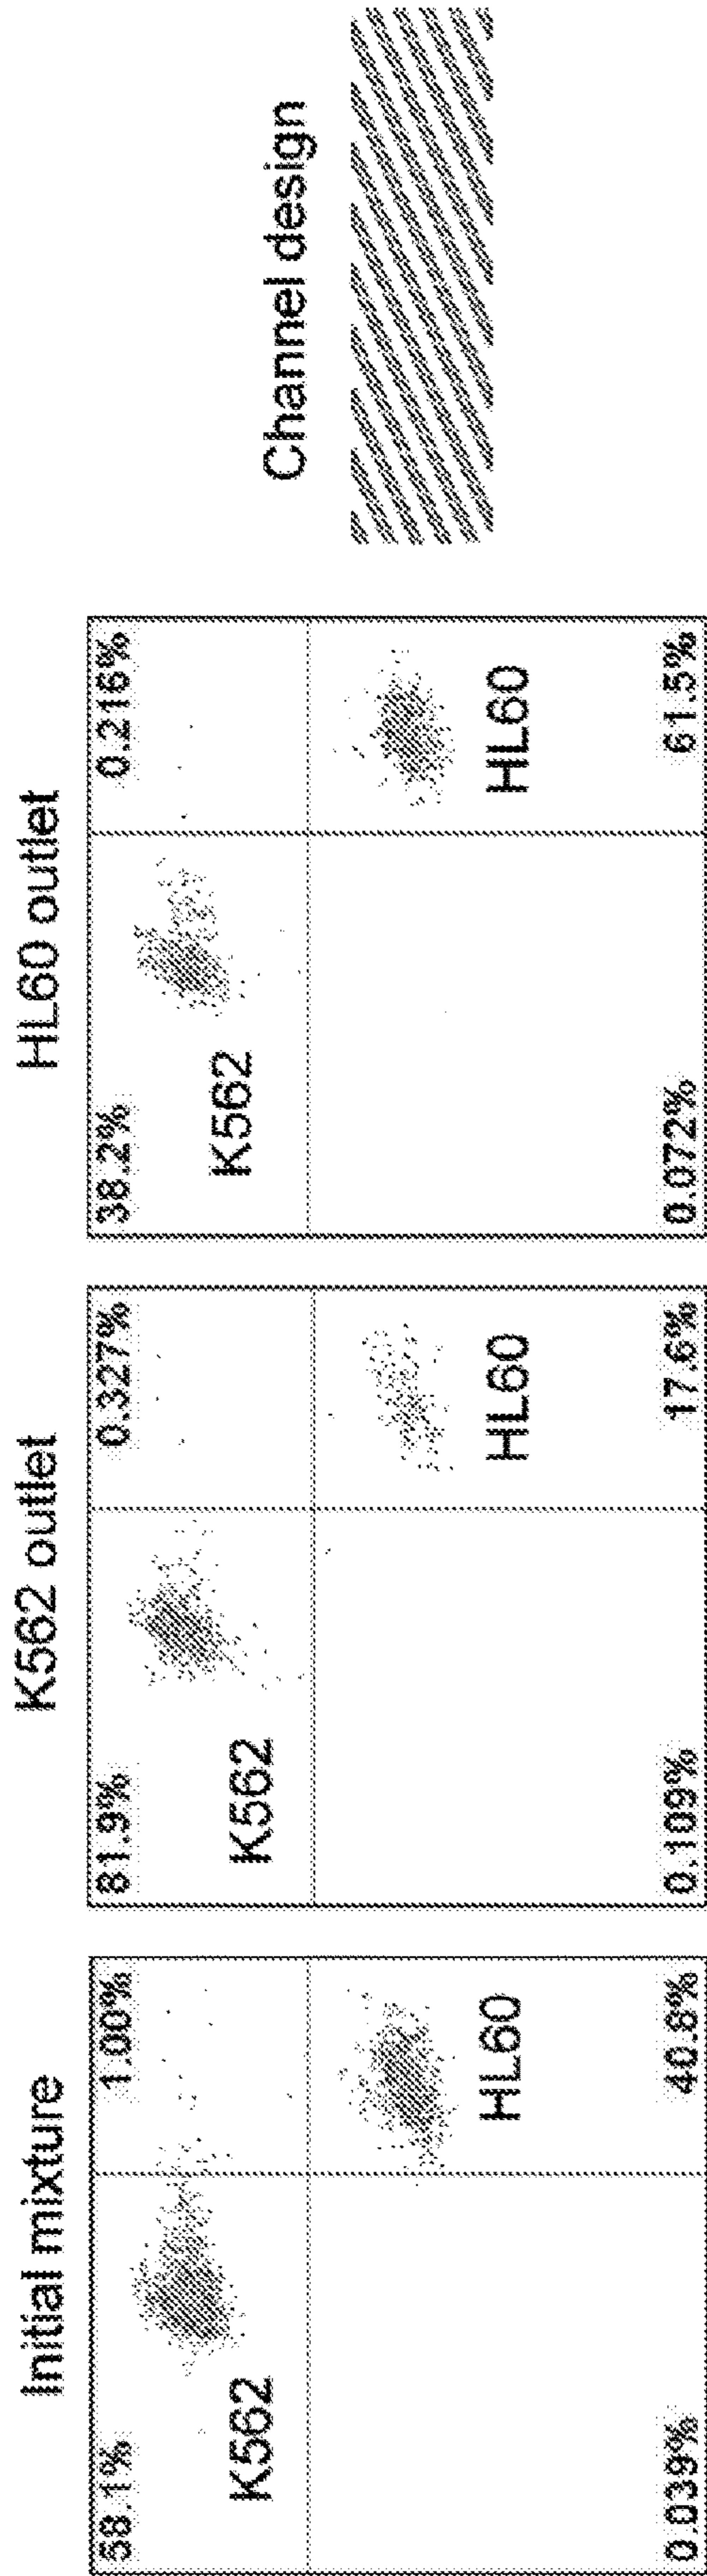 Initial mixture
58.1%
1.00%
K562
HL60
0.039%
40.8%
K562 outlet
81.9%
0.327%
K562
HL60
0.109%
17.6%
HL60 outlet
38.2%
0.216%
K562
HL60
0.072%
61.5%
Channel design